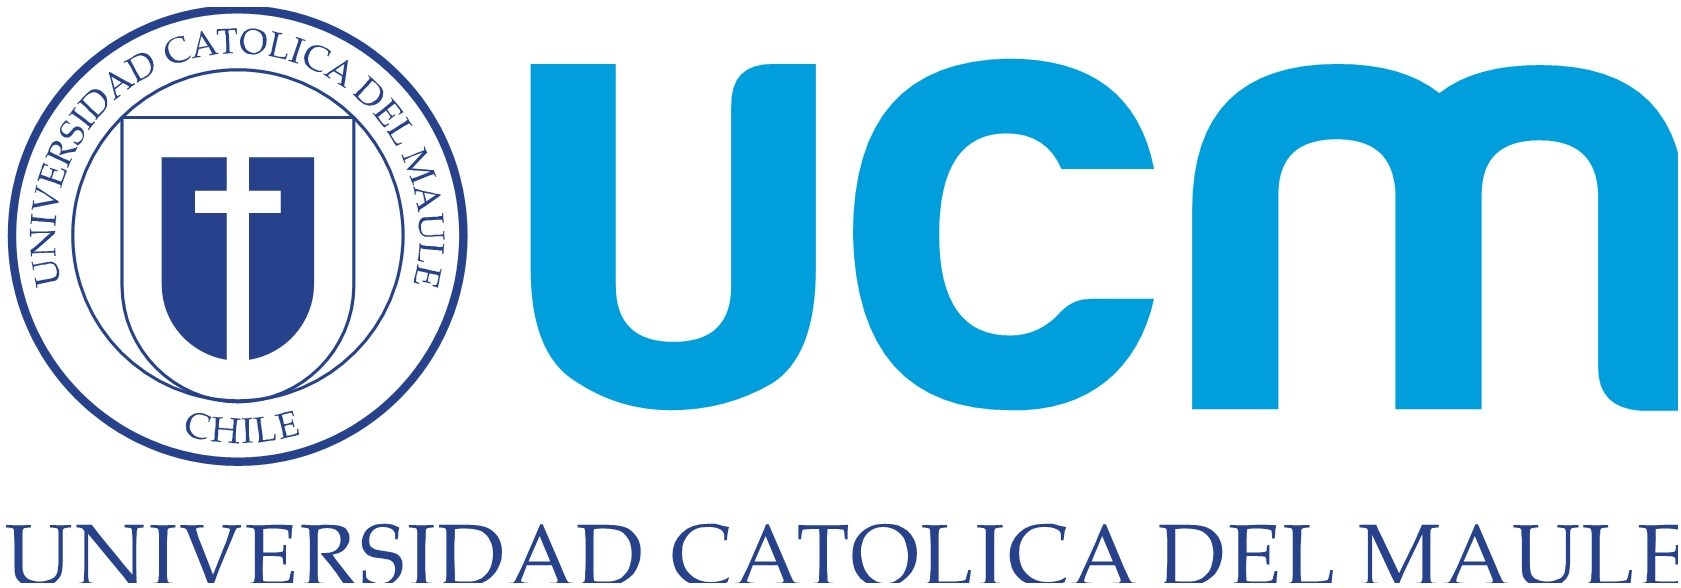 UNIVERSIDAD CATOLICA DEL MAULE
CHILE
ucm
UNIVERSIDAD CATOLICA DEL MAULE